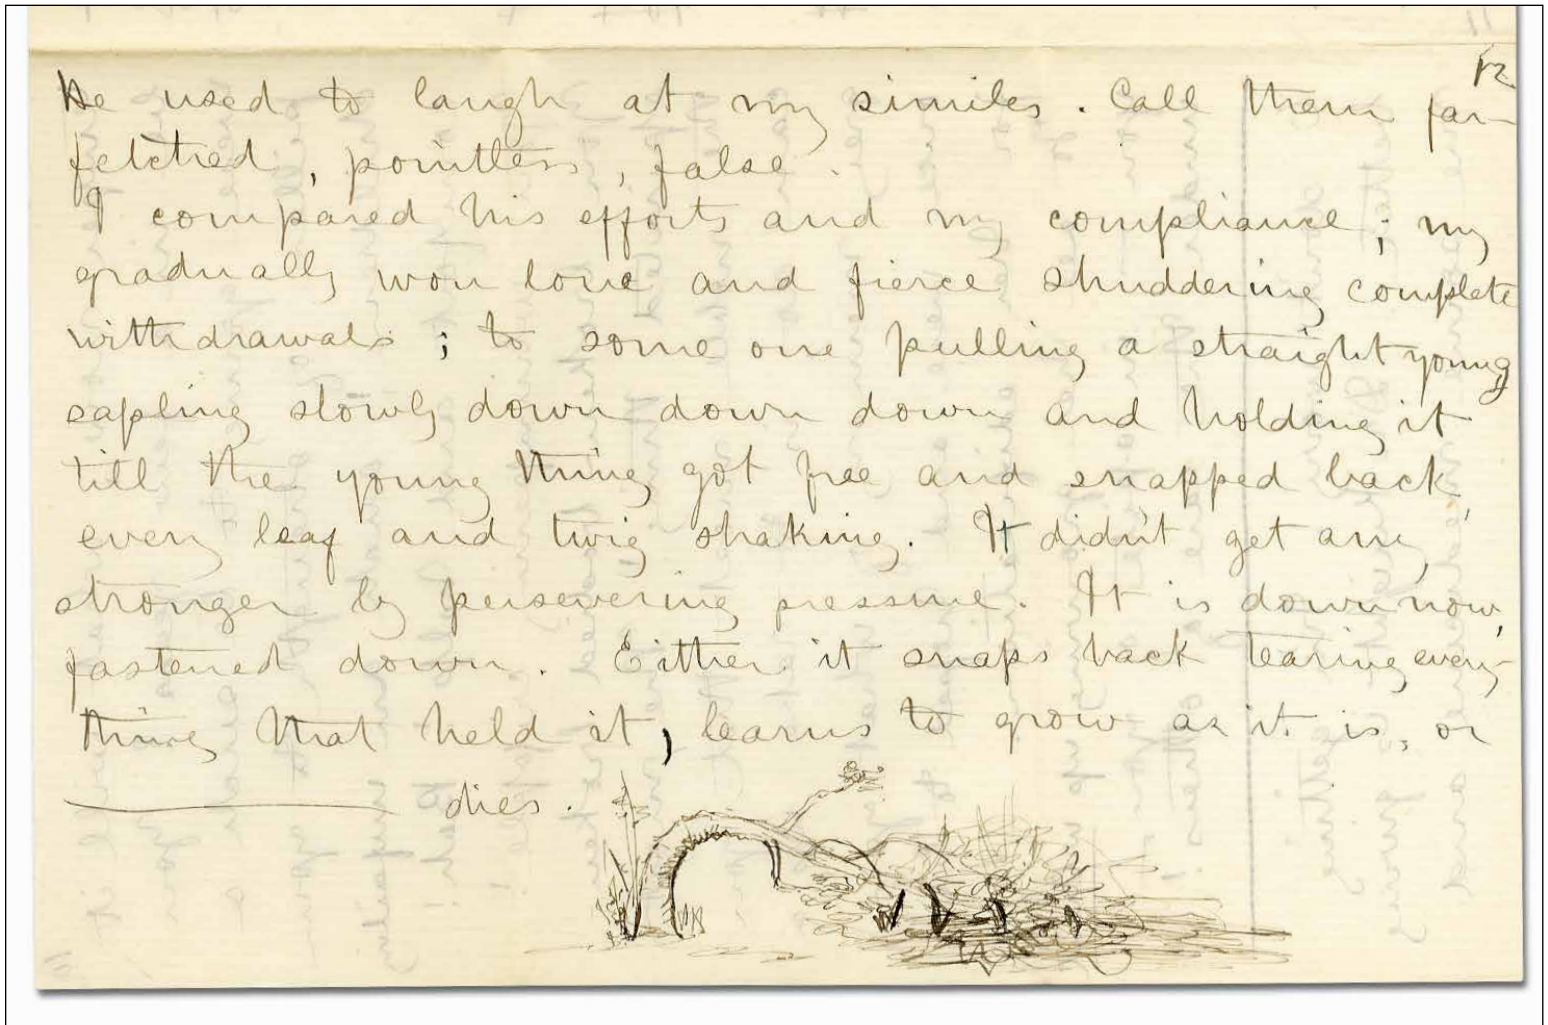 12
He used to laugh at my similes. Call them far-
fetched, pointless, false.
I compared his efforts and my compliance; my
gradually won love and fierce shuddering complete
withdrawals; to some one pulling a straight young
sapling slowly down down down and holding it
till the young thing got free and snapped back,
every leaf and twig shaking. It didn't get any
stronger by persevering pressure. It is down now,
fastened down. Either it snaps back tearing every-
thing that held it, learns to grow as it is, or
———— dies.